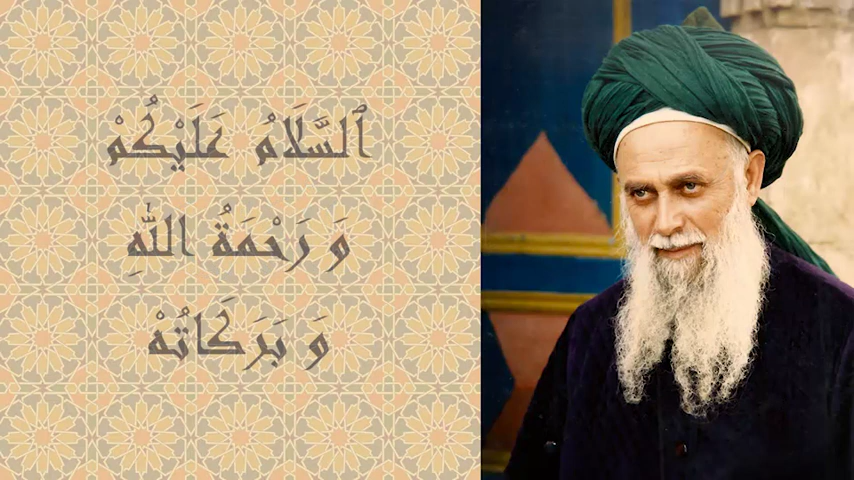 ٱلسَّلَامُ عَلَيْكُمْ
وَ رَحْمَةُ اللّٰهِ
وَ بَرَكَاتُهْ